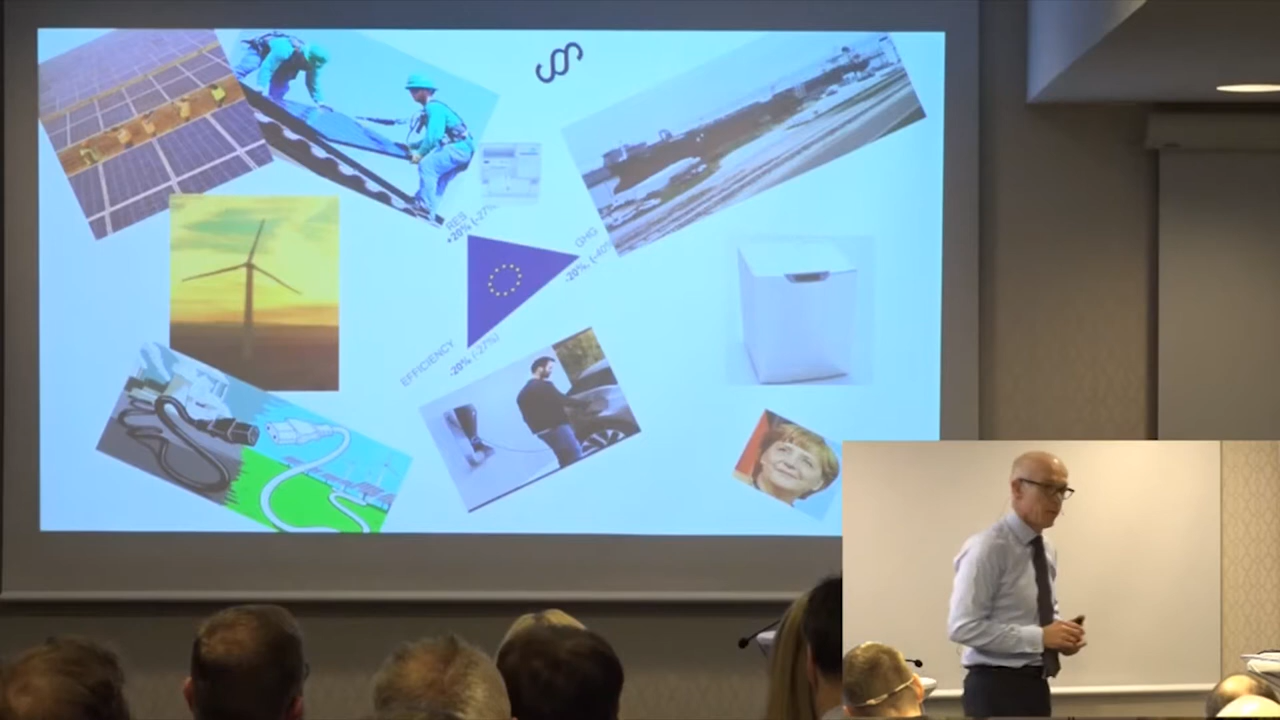 §
RES
+20% (-27%
GHG
-20%, (-40%
EFFICIENCY
-20% (-27%)